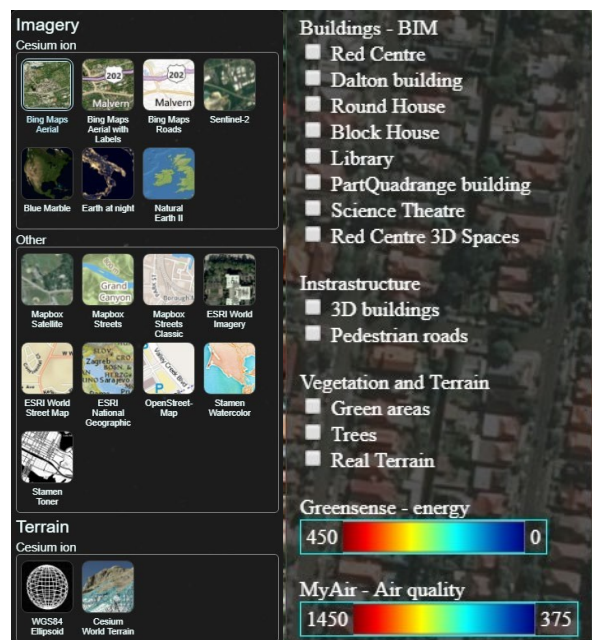 Imagery
Cesium ion
202
Malvern
202
Malvern
Bing Maps
Aerial
Bing Maps
Aerial with
Labels
Bing Maps
Roads
Sentinel-2
Blue Marble
Earth at night
Natural
Earth II
Other
Grand
Canyon
Mapbox
Satellite
Mapbox
Streets
Mapbox
Streets
Classic
ESRI World
Imagery
Zagreb
Sarajevo
Valley Creek Blvd
P
ESRI World
Street Map
ESRI
National
Geographic
OpenStreet-
Map
Stamen
Watercolor
Stamen
Toner
Terrain
Cesium ion
WGS84
Ellipsoid
Cesium
World Terrain
Buildings - BIM
Red Centre
Dalton building
Round House
Block House
Library
PartQuadrange building
Science Theatre
Red Centre 3D Spaces
Instrastructure
3D buildings
Pedestrian roads
Vegetation and Terrain
Green areas
Trees
Real Terrain
Greensense - energy
450 0
MyAir - Air quality
1450 375